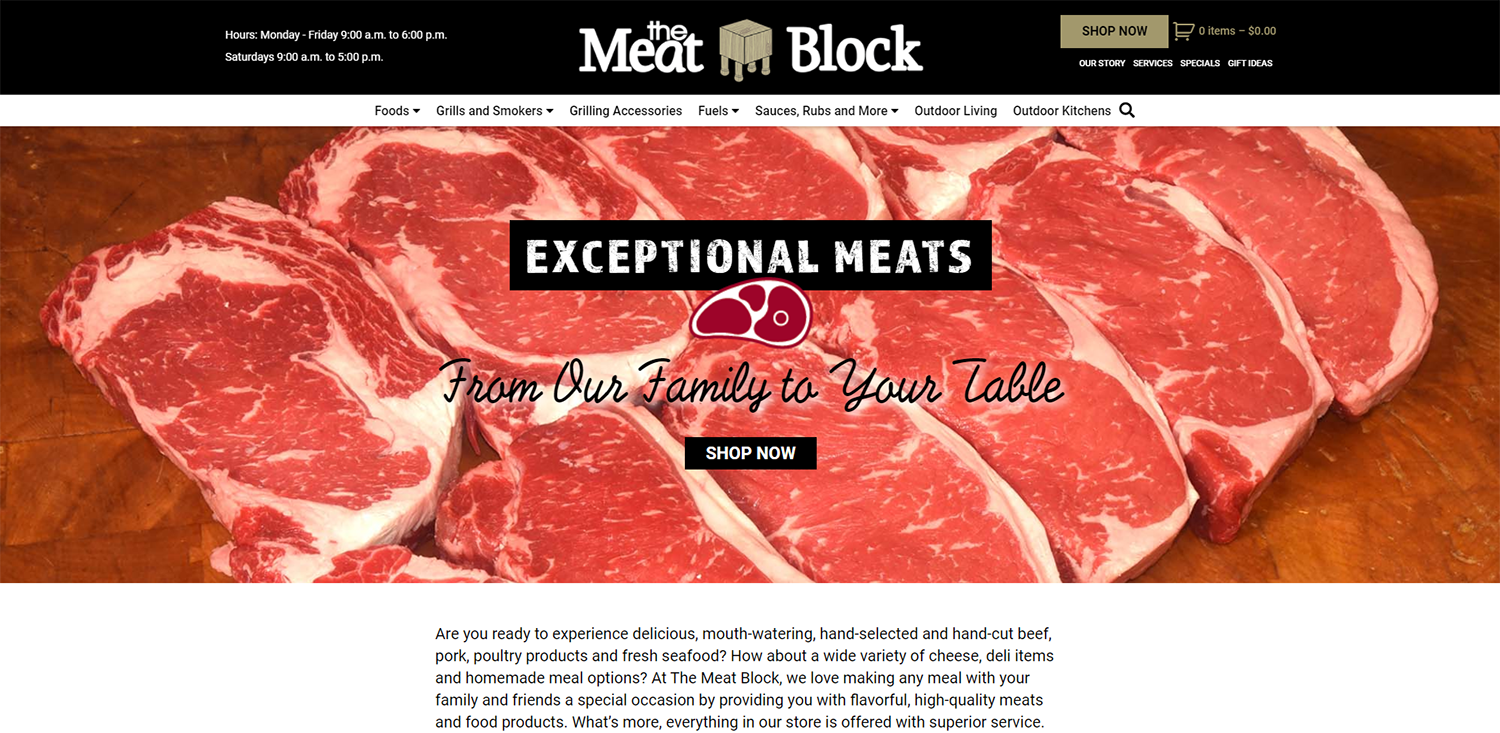 Hours: Monday - Friday 9:00 a.m. to 6:00 p.m.
Saturdays 9:00 a.m. to 5:00 p.m.
the
Meat Block
SHOP NOW
0 items – $0.00
OUR STORY SERVICES SPECIALS GIFT IDEAS
Foods Grills and Smokers Grilling Accessories Fuels Sauces, Rubs and More Outdoor Living Outdoor Kitchens
EXCEPTIONAL MEATS
From Our Family to Your Table
SHOP NOW
Are you ready to experience delicious, mouth-watering, hand-selected and hand-cut beef,
pork, poultry products and fresh seafood? How about a wide variety of cheese, deli items
and homemade meal options? At The Meat Block, we love making any meal with your
family and friends a special occasion by providing you with flavorful, high-quality meats
and food products. What’s more, everything in our store is offered with superior service.